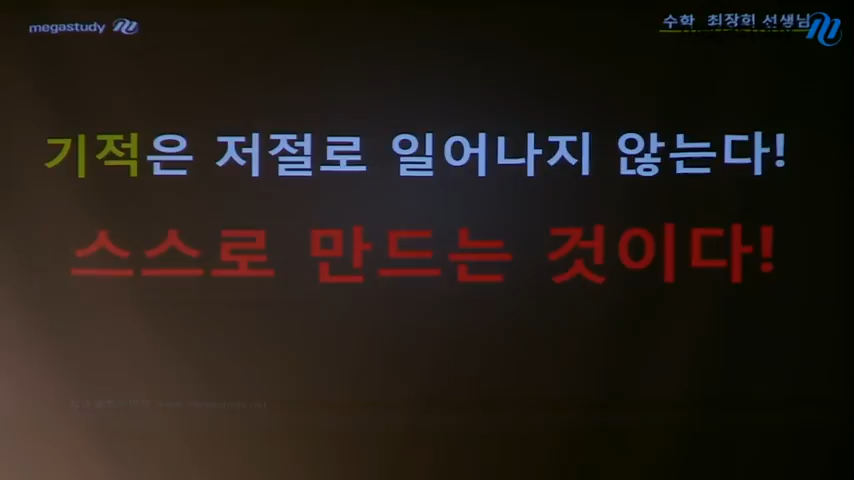 megastudy
수학 최장희 선생님
기적은 저절로 일어나지 않는다!
스스로 만드는 것이다!